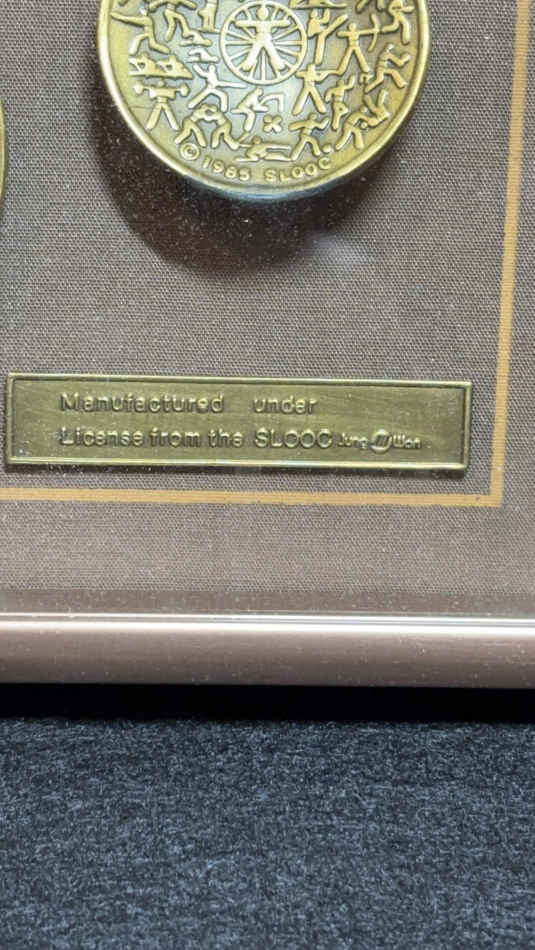 © 1985 SLOOC
Manufactured under
License from the SLOOC Jung Won